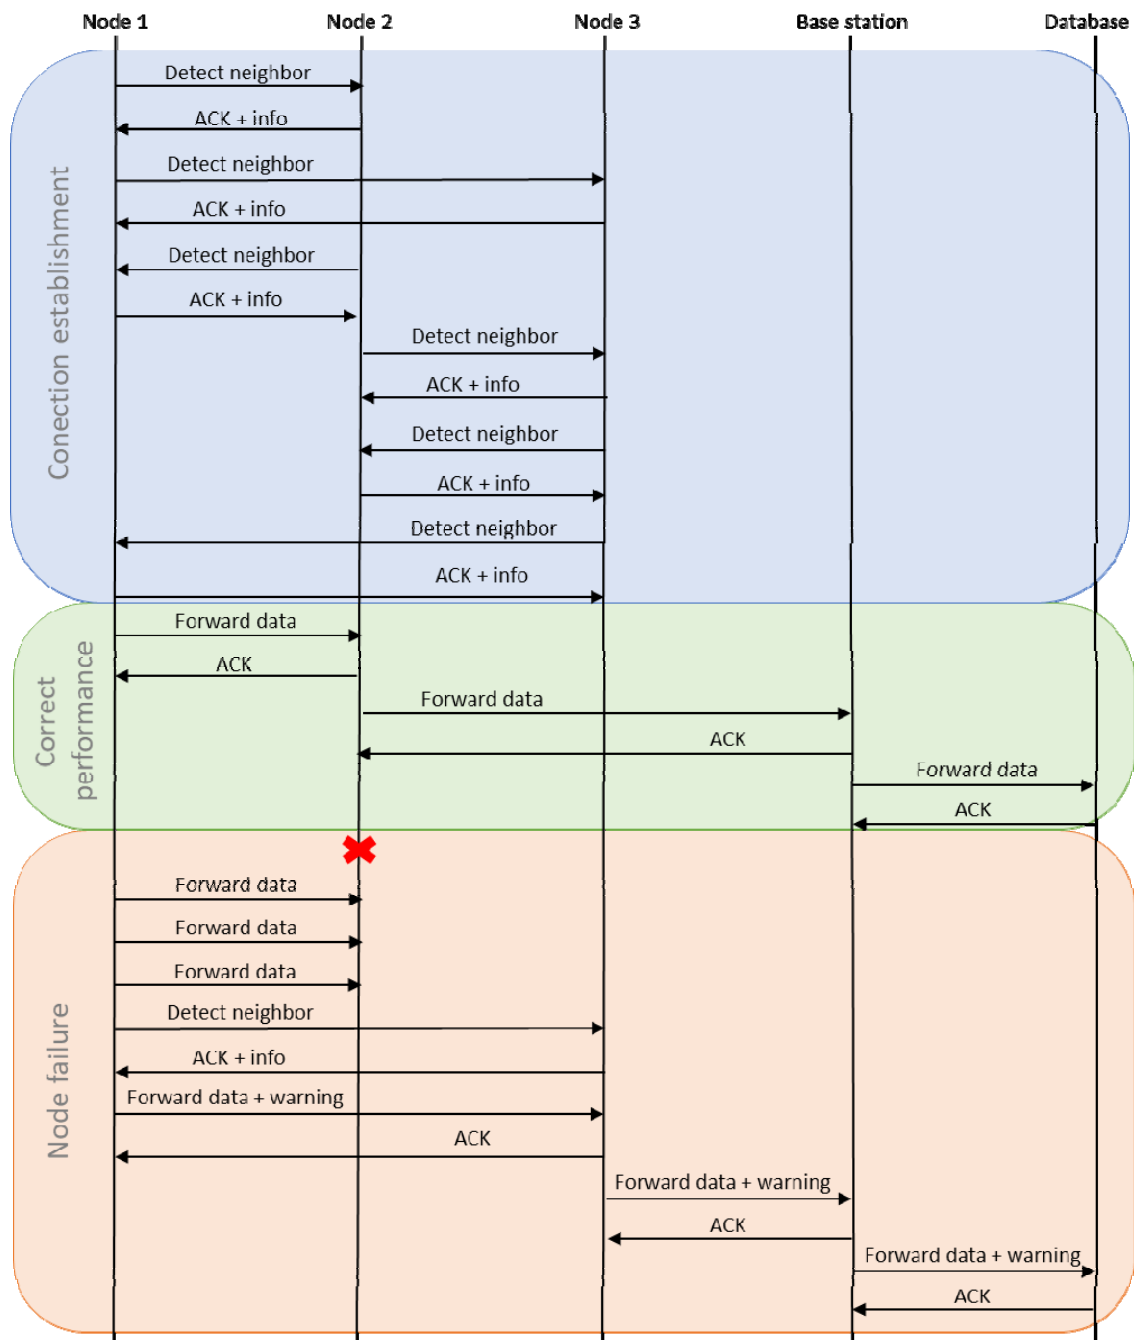 Node 1
Node 2
Node 3
Base station
Database
Conection establishment
Detect neighbor
ACK + info
Detect neighbor
ACK + info
Detect neighbor
ACK + info
Detect neighbor
ACK + info
Detect neighbor
ACK + info
Detect neighbor
ACK + info
Correct
performance
Forward data
ACK
Forward data
ACK
Forward data
ACK
Node failure
Forward data
Forward data
Forward data
Detect neighbor
ACK + info
Forward data + warning
ACK
Forward data + warning
ACK
Forward data + warning
ACK